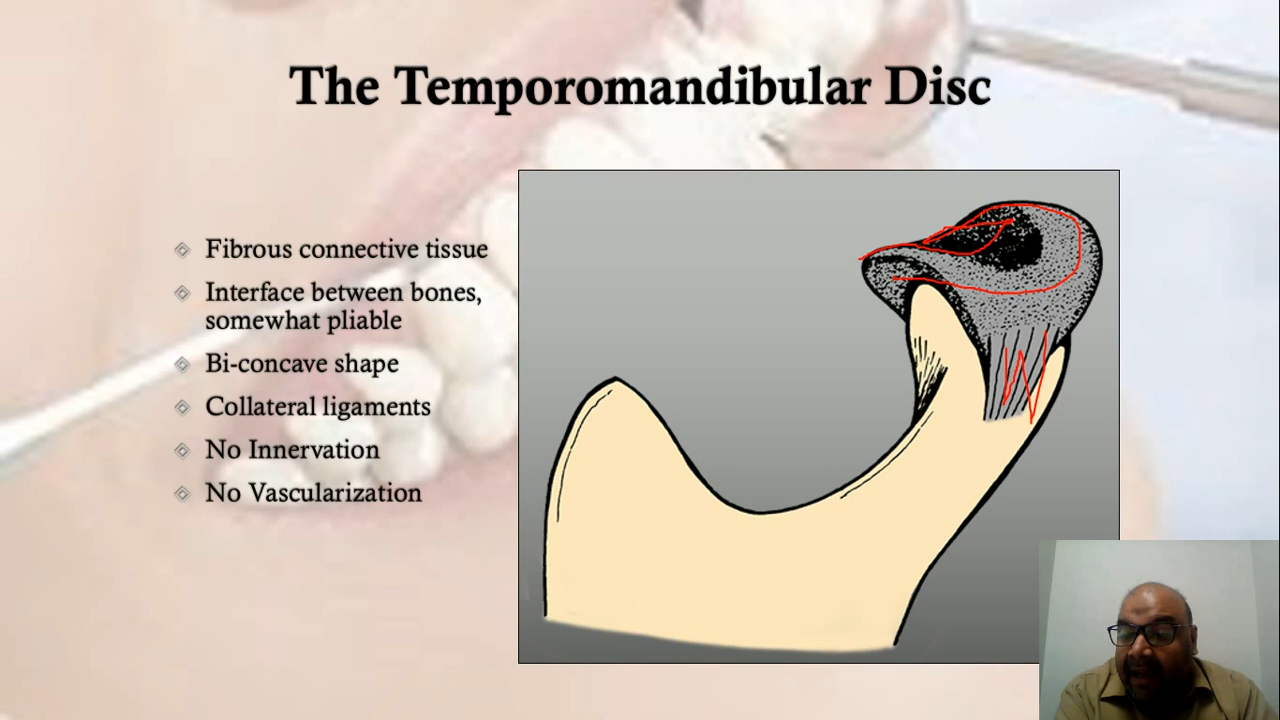 The Temporomandibular Disc
Fibrous connective tissue
Interface between bones,
somewhat pliable
Bi-concave shape
Collateral ligaments
No Innervation
No Vascularization